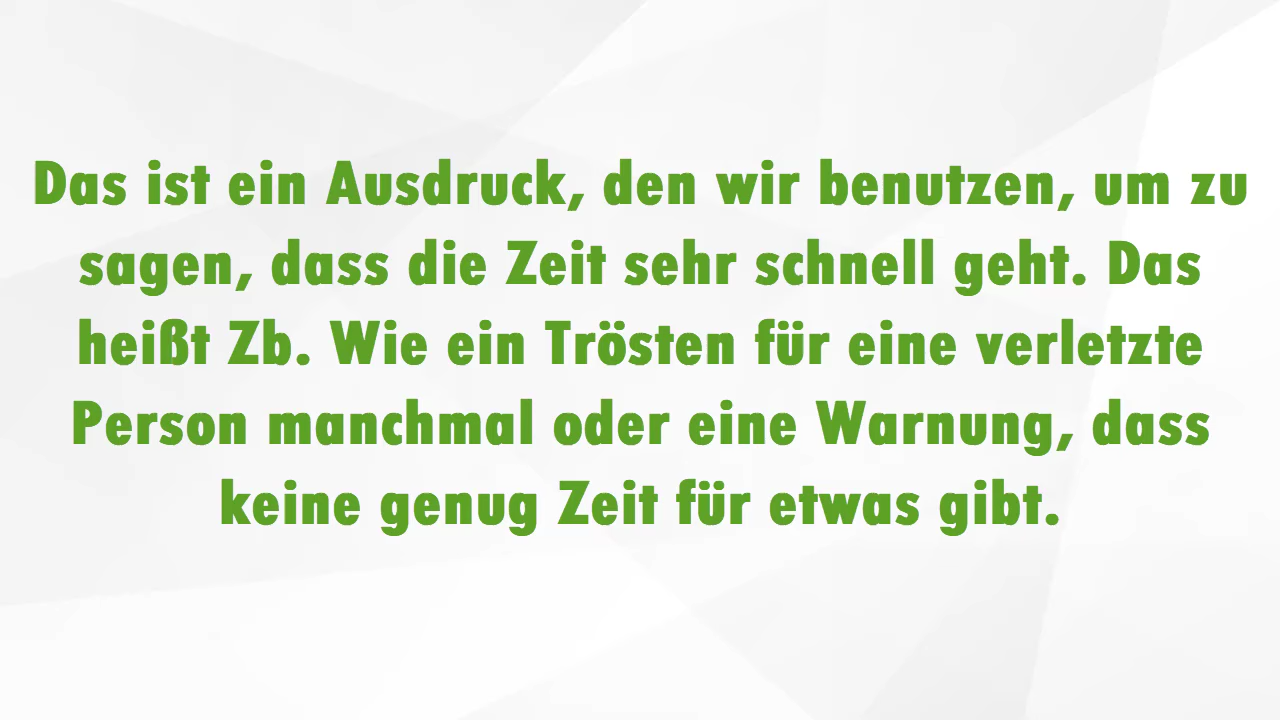 Das ist ein Ausdruck, den wir benutzen, um zu
sagen, dass die Zeit sehr schnell geht. Das
heißt Zb. Wie ein Trösten für eine verletzte
Person manchmal oder eine Warnung, dass
keine genug Zeit für etwas gibt.